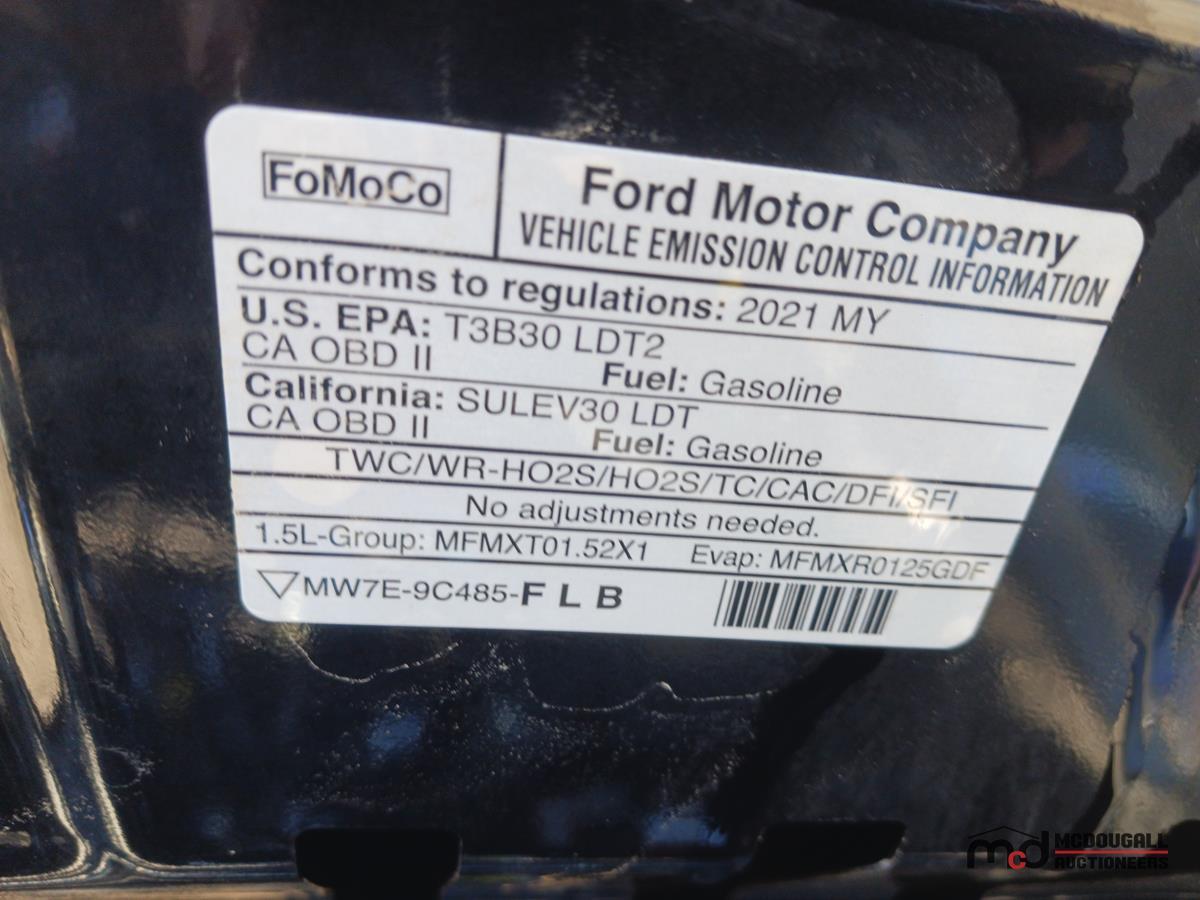 FoMoCo
Ford Motor Company
VEHICLE EMISSION CONTROL INFORMATION
Conforms to regulations: 2021 MY
U.S. EPA: T3B30 LDT2
CA OBD II Fuel: Gasoline
California: SULEV30 LDT
CA OBD II Fuel: Gasoline
TWC/WR-HO2S/HO2S/TC/CAC/DFI/SFI
No adjustments needed.
1.5L-Group: MFMXT01.52X1 Evap: MFMXR0125GDF
MW7E-9C485-F L B
mcd MCDOUGALL
AUCTIONEERS